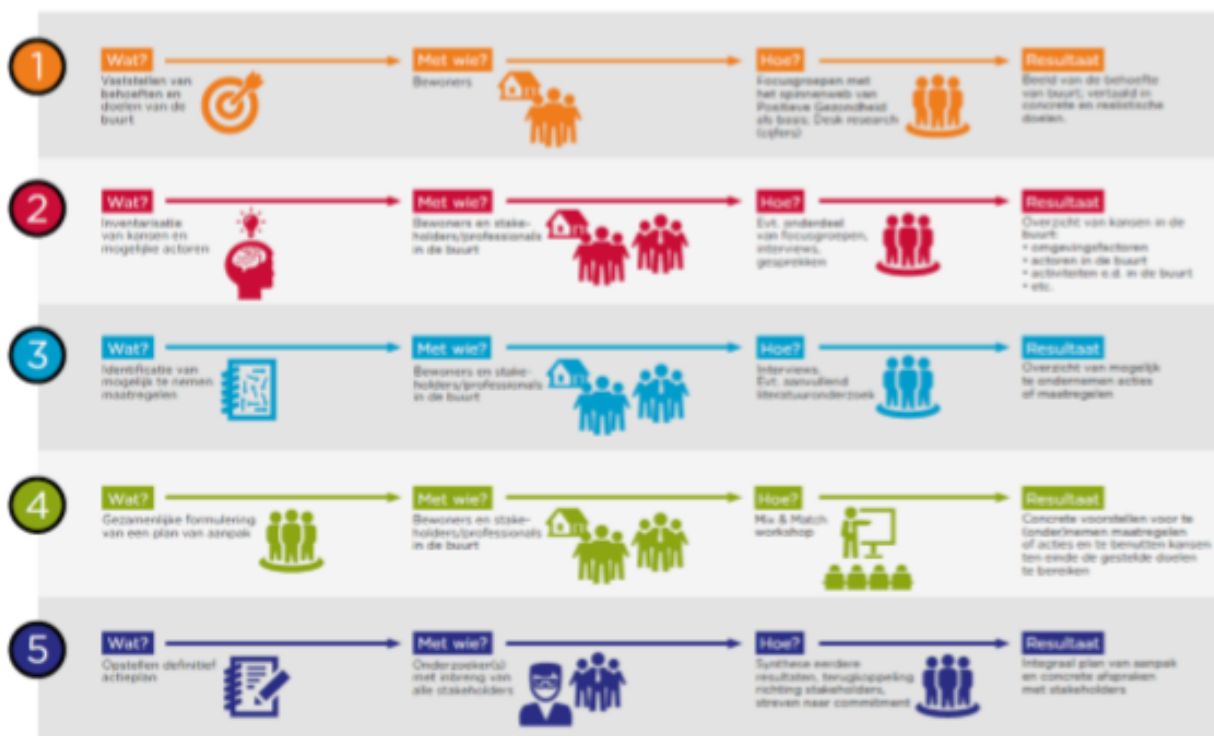 1
Wat?
Vaststellen van
behoeften en
doelen van de
buurt
Met wie?
Bewoners
Hoe?
Focusgroepen met
het spinnenweb van
Positieve Gezondheid
als basis; Desk research
(cijfers)
Resultaat
Beeld van de behoefte
van buurt, vertaald in
concrete en realistische
doelen.
2
Wat?
Inventarisatie
van kansen en
mogelijke actoren
Met wie?
Bewoners en stake-
holders/professionals
in de buurt
Hoe?
Evt. onderdeel
van focusgroepen,
interviews,
gesprekken
Resultaat
Overzicht van kansen in de
buurt:
• omgevingsfactoren
• actoren in de buurt
• activiteiten e.d. in de buurt
• etc.
3
Wat?
Identificatie van
mogelijk te nemen
maatregelen
Met wie?
Bewoners en stake-
holders/professionals
in de buurt
Hoe?
Interviews,
Evt. aanvullend
literatuuronderzoek
Resultaat
Overzicht van mogelijk
te ondernemen acties
of maatregelen
4
Wat?
Gezamenlijke formulering
van een plan van aanpak
Met wie?
Bewoners en stake-
holders/professionals
in de buurt
Hoe?
Mix & Match
workshop
Resultaat
Concrete voorstellen voor te
(onder)nemen maatregelen
of acties en te benutten kansen
ten einde de gestelde doelen
te bereiken
5
Wat?
Opstellen definitief
actieplan
Met wie?
Onderzoeker(s)
met inbreng van
alle stakeholders
Hoe?
Synthese eerdere
resultaten, terugkoppeling
richting stakeholders,
streven naar commitment
Resultaat
Integraal plan van aanpak
en concrete afspraken
met stakeholders